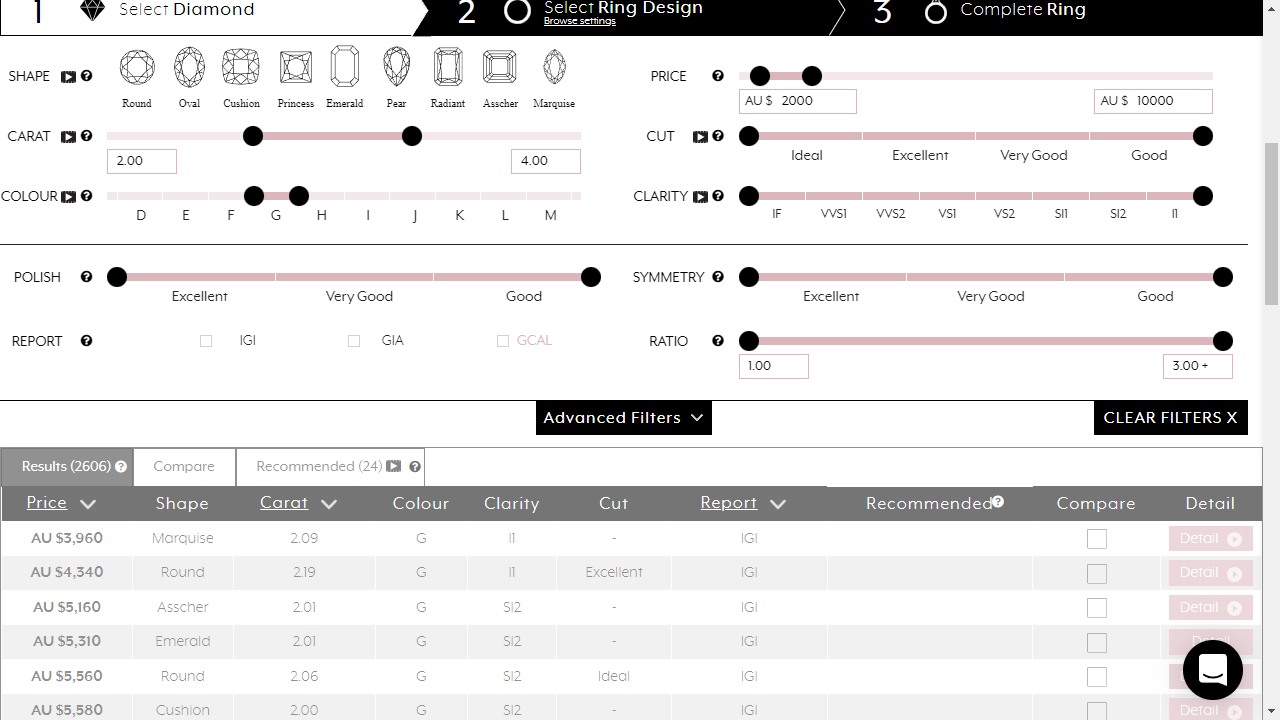 1 Select Diamond
2 Select Ring Design
Browse settings
3 Complete Ring
SHAPE
Round Oval Cushion Princess Emerald Pear Radiant Asscher Marquise
PRICE
AU $ 2000
AU $ 10000
CARAT
2.00
4.00
CUT
Ideal Excellent Very Good Good
COLOUR
D E F G H I J K L M
CLARITY
IF VVS1 VVS2 VS1 VS2 SI1 SI2 I1
POLISH
Excellent Very Good Good
SYMMETRY
Excellent Very Good Good
REPORT
IGI GIA GCAL
RATIO
1.00
3.00 +
Advanced Filters
CLEAR FILTERS X
Results (2606) Compare Recommended (24)
Price Shape Carat Colour Clarity Cut Report Recommended Compare Detail
AU $3,960 Marquise 2.09 G I1 - IGI Detail
AU $4,340 Round 2.19 G I1 Excellent IGI Detail
AU $5,160 Asscher 2.01 G SI2 - IGI Detail
AU $5,310 Emerald 2.01 G SI2 - IGI Detail
AU $5,560 Round 2.06 G SI2 Ideal IGI
AU $5,580 Cushion 2.00 G SI2 - IGI Detail